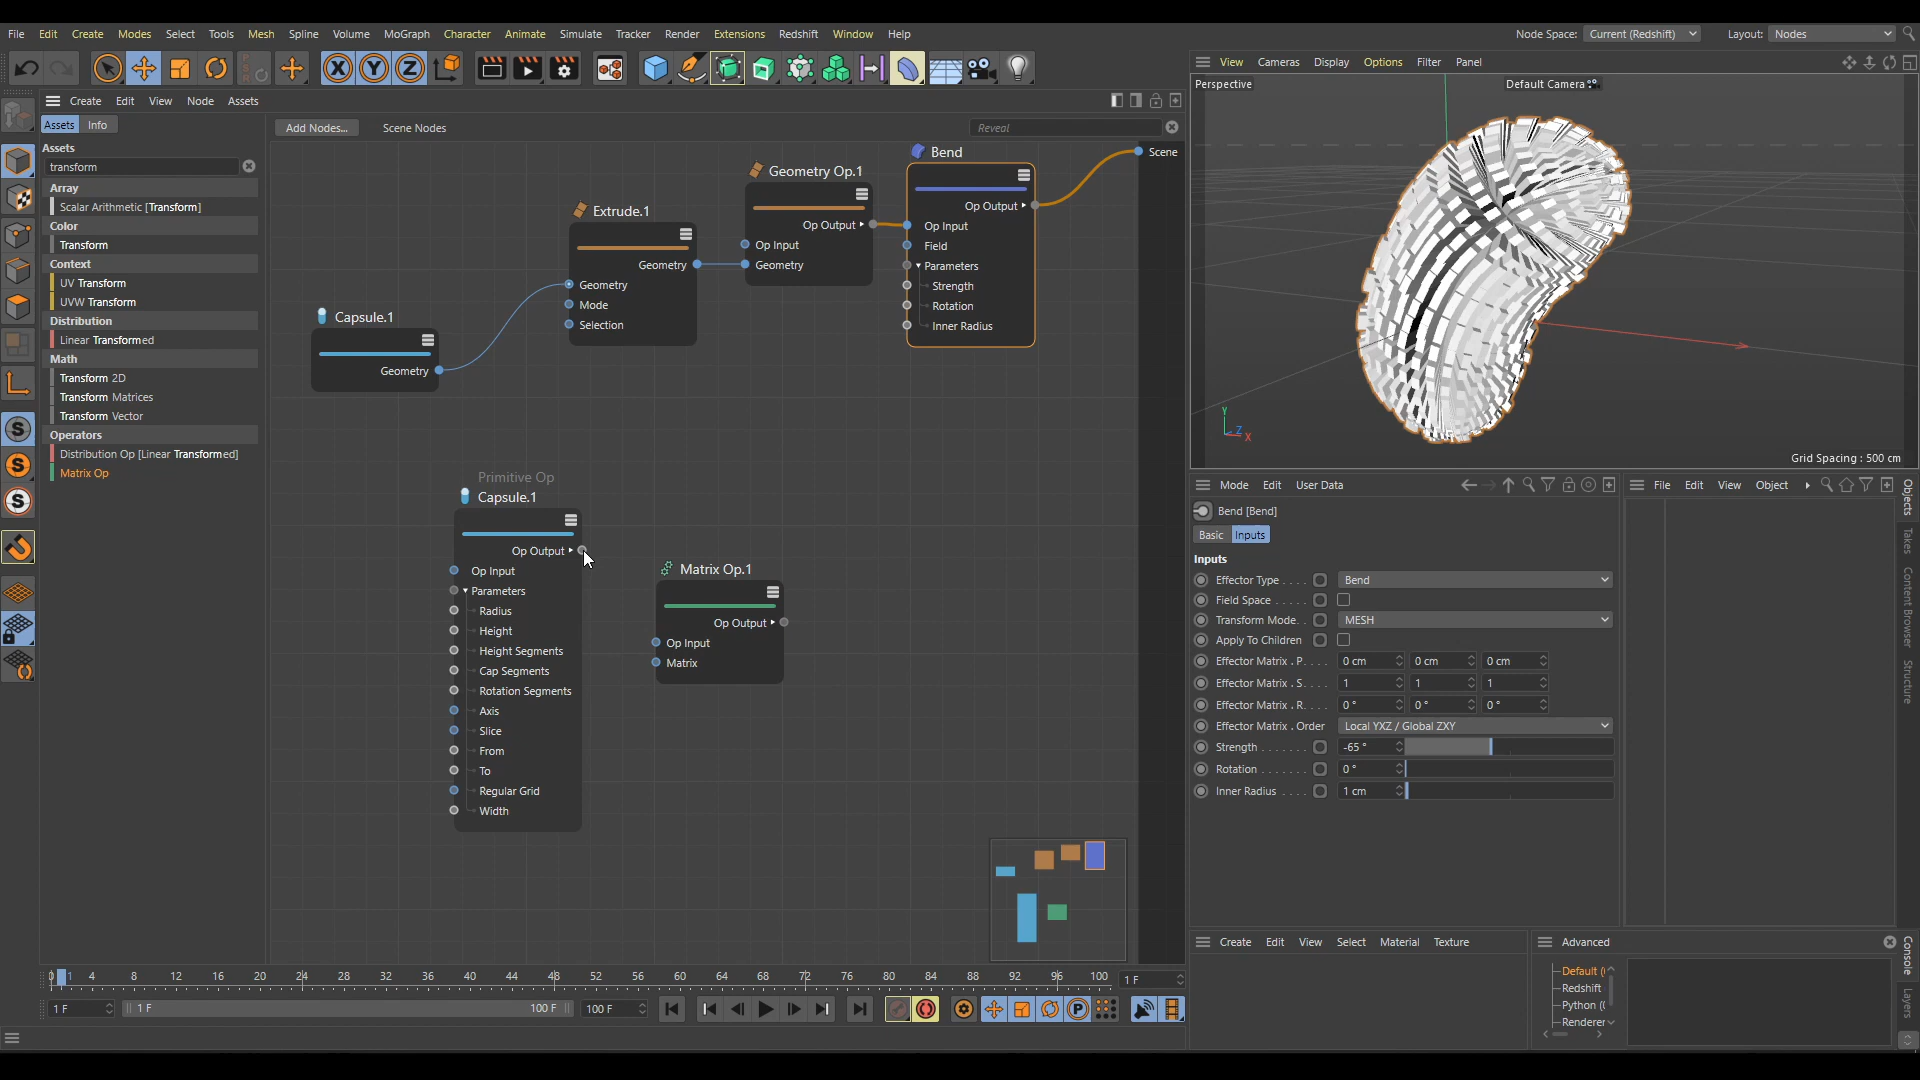 File Edit Create Modes Select Tools Mesh Spline Volume MoGraph Character Animate Simulate Tracker Render Extensions Redshift Window Help Node Space: Current (Redshift) Layout: Nodes
X Y Z
View Cameras Display Options Filter Panel
Perspective Default Camera
Grid Spacing : 500 cm
Y Z X
Create Edit View Node Assets
Assets Info
Assets
transform
Array
Scalar Arithmetic [Transform]
Color
Transform
Context
UV Transform
UVW Transform
Distribution
Linear Transformed
Math
Transform 2D
Transform Matrices
Transform Vector
Operators
Distribution Op [Linear Transformed]
Matrix Op
Add Nodes... Scene Nodes Reveal
Capsule.1
Geometry
Extrude.1
Geometry
Geometry
Mode
Selection
Geometry Op.1
Op Output
Op Input
Geometry
Bend
Op Output
Op Input
Field
Parameters
Strength
Rotation
Inner Radius
Scene
Primitive Op
Capsule.1
Op Output
Op Input
Parameters
Radius
Height
Height Segments
Cap Segments
Rotation Segments
Axis
Slice
From
To
Regular Grid
Width
Matrix Op.1
Op Output
Op Input
Matrix
Mode Edit User Data
Bend [Bend]
Basic Inputs
Inputs
Effector Type . . . . Bend
Field Space . . . . .
Transform Mode. . MESH
Apply To Children
Effector Matrix . P. . . . 0 cm 0 cm 0 cm
Effector Matrix . S. . . . 1 1 1
Effector Matrix . R. . . . 0 ° 0 ° 0 °
Effector Matrix . Order Local YXZ / Global ZXY
Strength . . . . . . . -65 °
Rotation . . . . . . . 0 °
Inner Radius . . . . 1 cm
File Edit View Object
Objects
Takes
Content Browser
Structure
0 1 4 8 12 16 20 24 28 32 36 40 44 48 52 56 60 64 68 72 76 80 84 88 92 96 100 1 F
1 F 1 F 100 F 100 F
P
Create Edit View Select Material Texture
Advanced
Default (
Redshift
Python ((
Renderer
Console
Layers